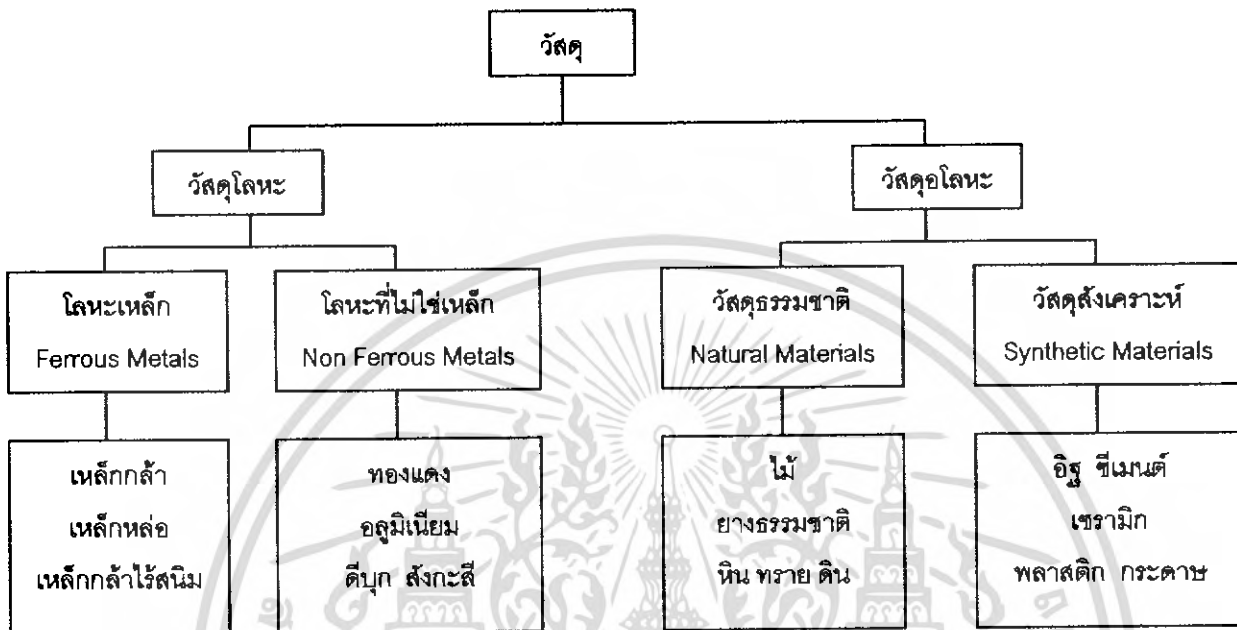 วัสดุ
วัสดุโลหะ
วัสดุอโลหะ
โลหะเหล็ก
Ferrous Metals
โลหะที่ไม่ใช่เหล็ก
Non Ferrous Metals
วัสดุธรรมชาติ
Natural Materials
วัสดุสังเคราะห์
Synthetic Materials
เหล็กกล้า
เหล็กหล่อ
เหล็กกล้าไร้สนิม
ทองแดง
อลูมิเนียม
ดีบุก สังกะสี
ไม้
ยางธรรมชาติ
หิน ทราย ดิน
อิฐ ซีเมนต์
เซรามิก
พลาสติก กระดาษ